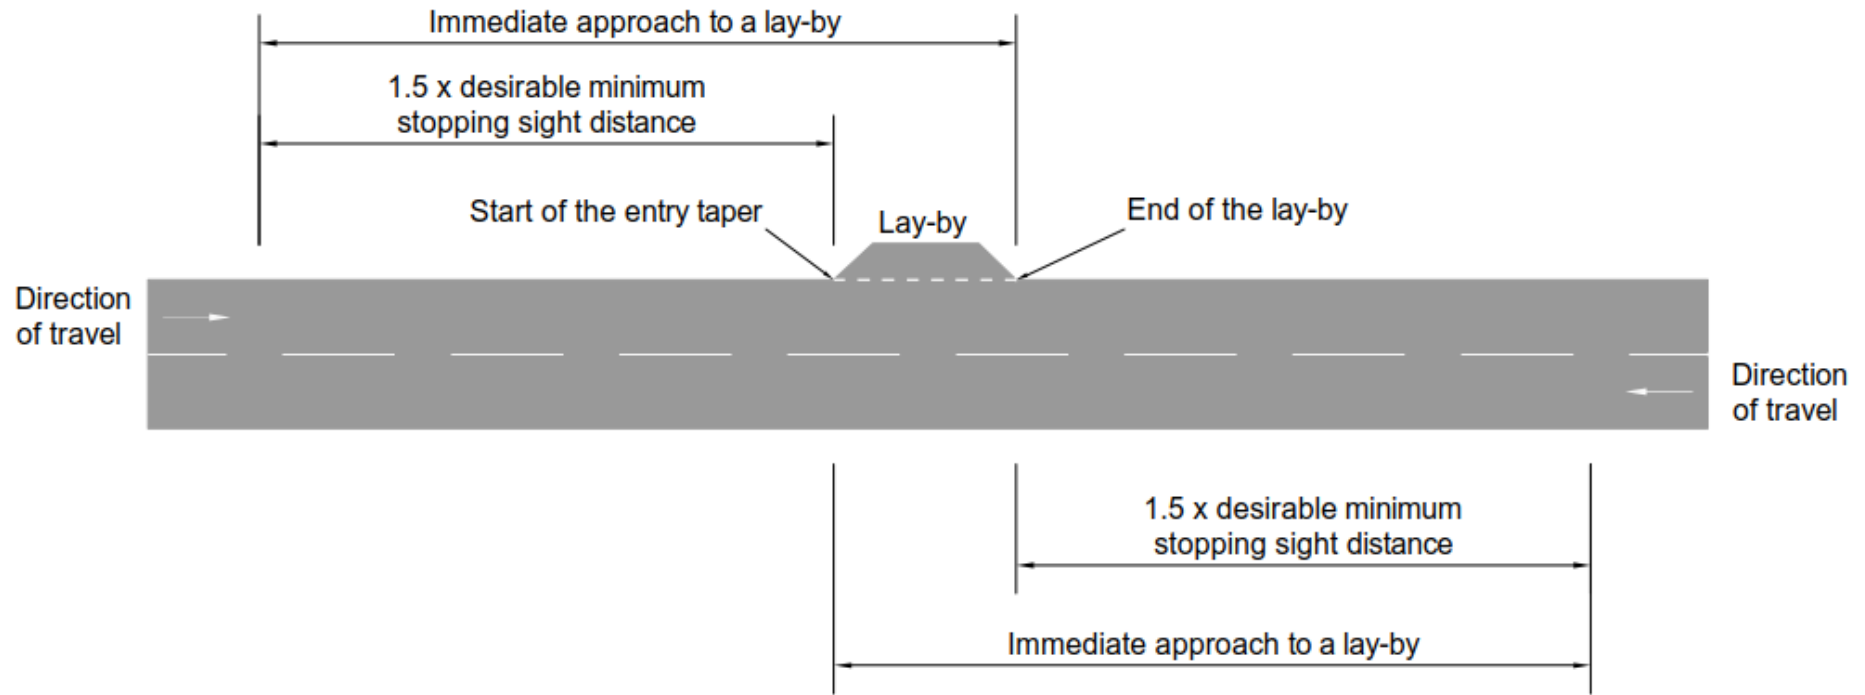 Immediate approach to a lay-by
1.5 x desirable minimum
stopping sight distance
Start of the entry taper
Lay-by
End of the lay-by
Direction
of travel
Direction
of travel
1.5 x desirable minimum
stopping sight distance
Immediate approach to a lay-by